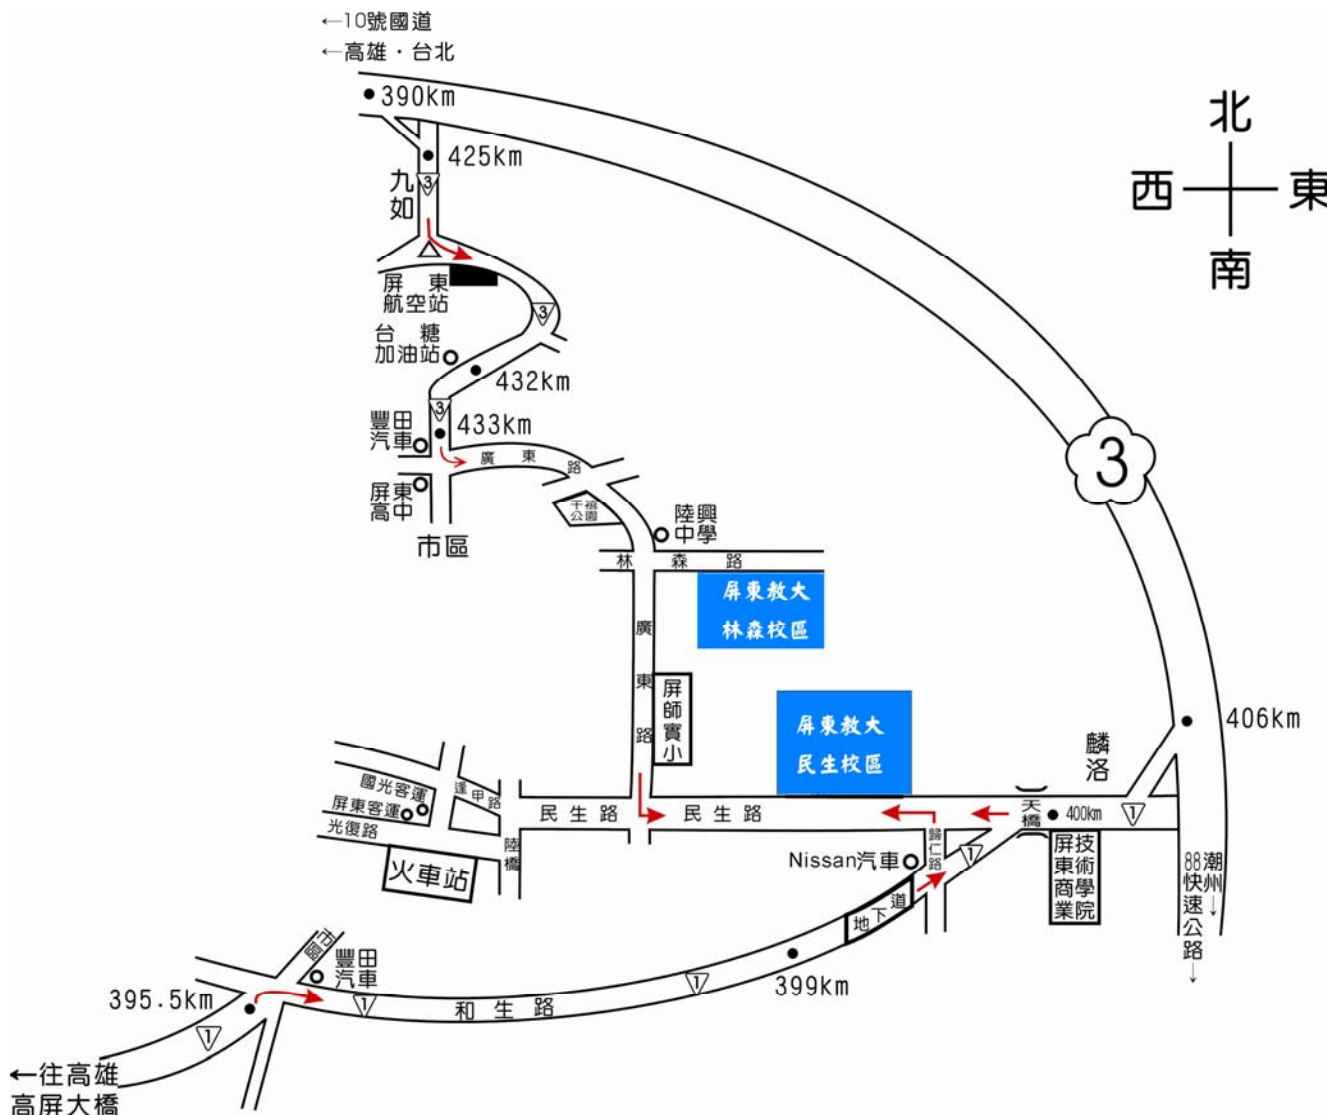 ←10號國道
←高雄．台北
390km
北
西
東
南
425km
3
九如
屏東
航空站
3
台糖
加油站
432km
3
433km
豐田
汽車
廣東路
3
屏東
高中
千禧
公園
陸興
中學
市區
林森路
屏東教大
林森校區
廣東路
屏師實小
屏東教大
民生校區
406km
麟洛
國光客運
逢甲路
屏東客運
光復路
民生路
民生路
天橋
400km
1
陸橋
歸仁路
火車站
Nissan汽車
1
屏東商業
技術學院
地下道
88快速公路↓
潮州↓
市區
豐田
汽車
395.5km
1
1
和生路
1
399km
←往高雄
高屏大橋